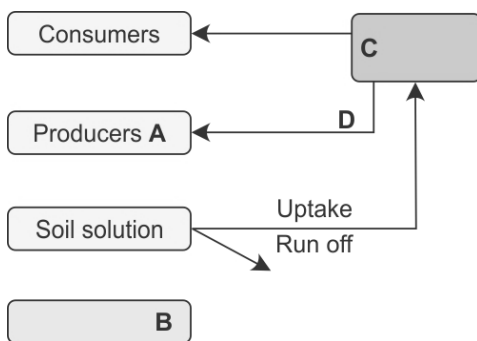 Consumers
C
Producers A
D
Soil solution
Uptake
Run off
B